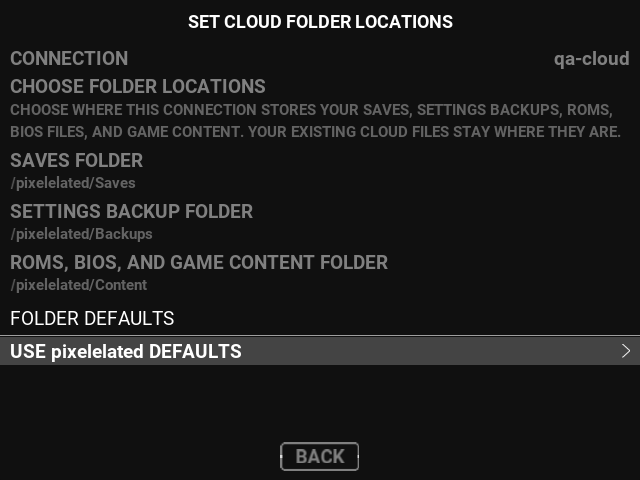 SET CLOUD FOLDER LOCATIONS
CONNECTION qa-cloud
CHOOSE FOLDER LOCATIONS
CHOOSE WHERE THIS CONNECTION STORES YOUR SAVES, SETTINGS BACKUPS, ROMS,
BIOS FILES, AND GAME CONTENT. YOUR EXISTING CLOUD FILES STAY WHERE THEY ARE.
SAVES FOLDER
/pixelelated/Saves
SETTINGS BACKUP FOLDER
/pixelelated/Backups
ROMS, BIOS, AND GAME CONTENT FOLDER
/pixelelated/Content
FOLDER DEFAULTS
USE pixelelated DEFAULTS
BACK